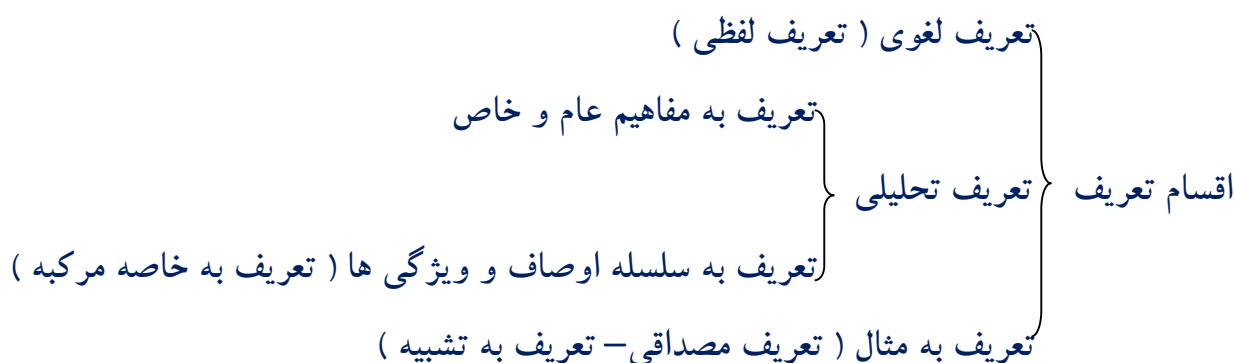 تعریف لغوی ( تعریف لفظی )
تعریف به مفاهیم عام و خاص
اقسام تعریف تعریف تحلیلی
تعریف به سلسله اوصاف و ویژگی ها ( تعریف به خاصه مرکبه )
تعریف به مثال ( تعریف مصداقی– تعریف به تشبیه )